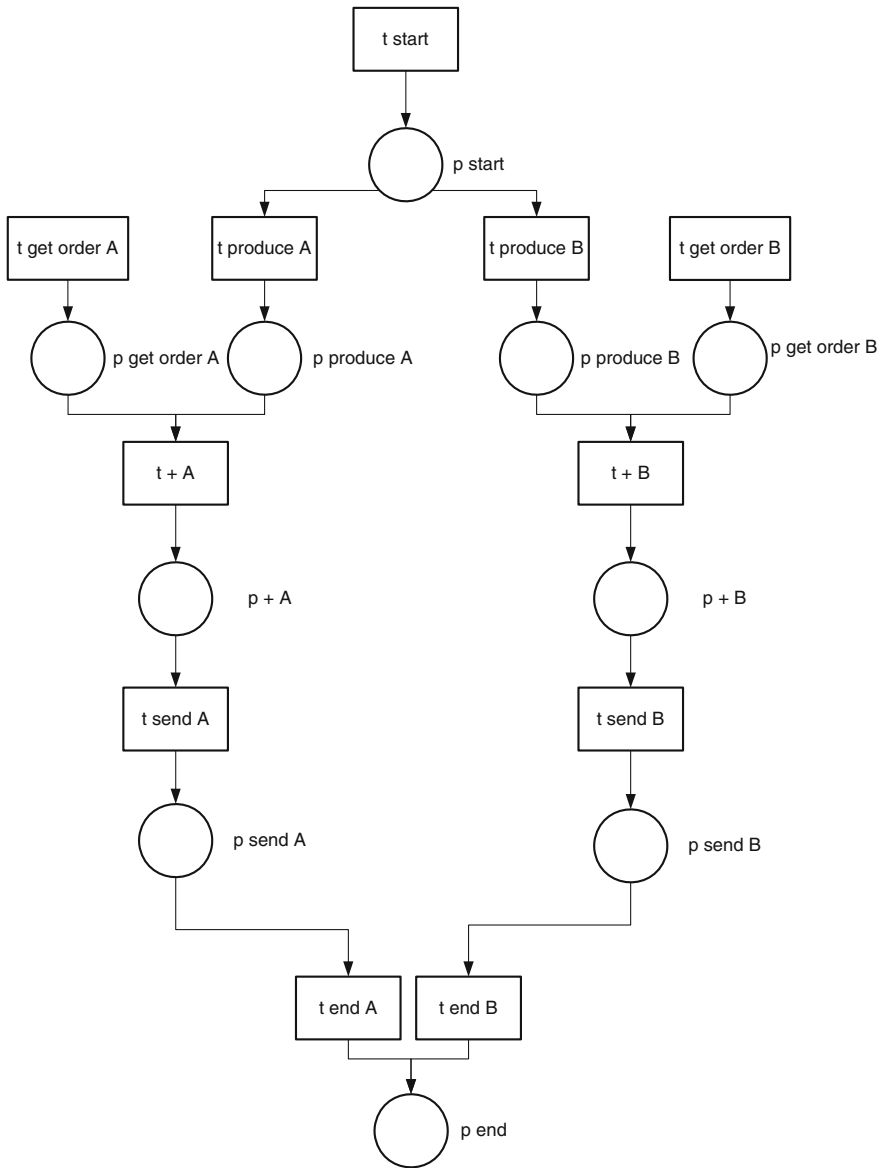 t start
p start
t get order A
t produce A
t produce B
t get order B
p get order A
p produce A
p produce B
p get order B
t + A
t + B
p + A
p + B
t send A
t send B
p send A
p send B
t end A
t end B
p end